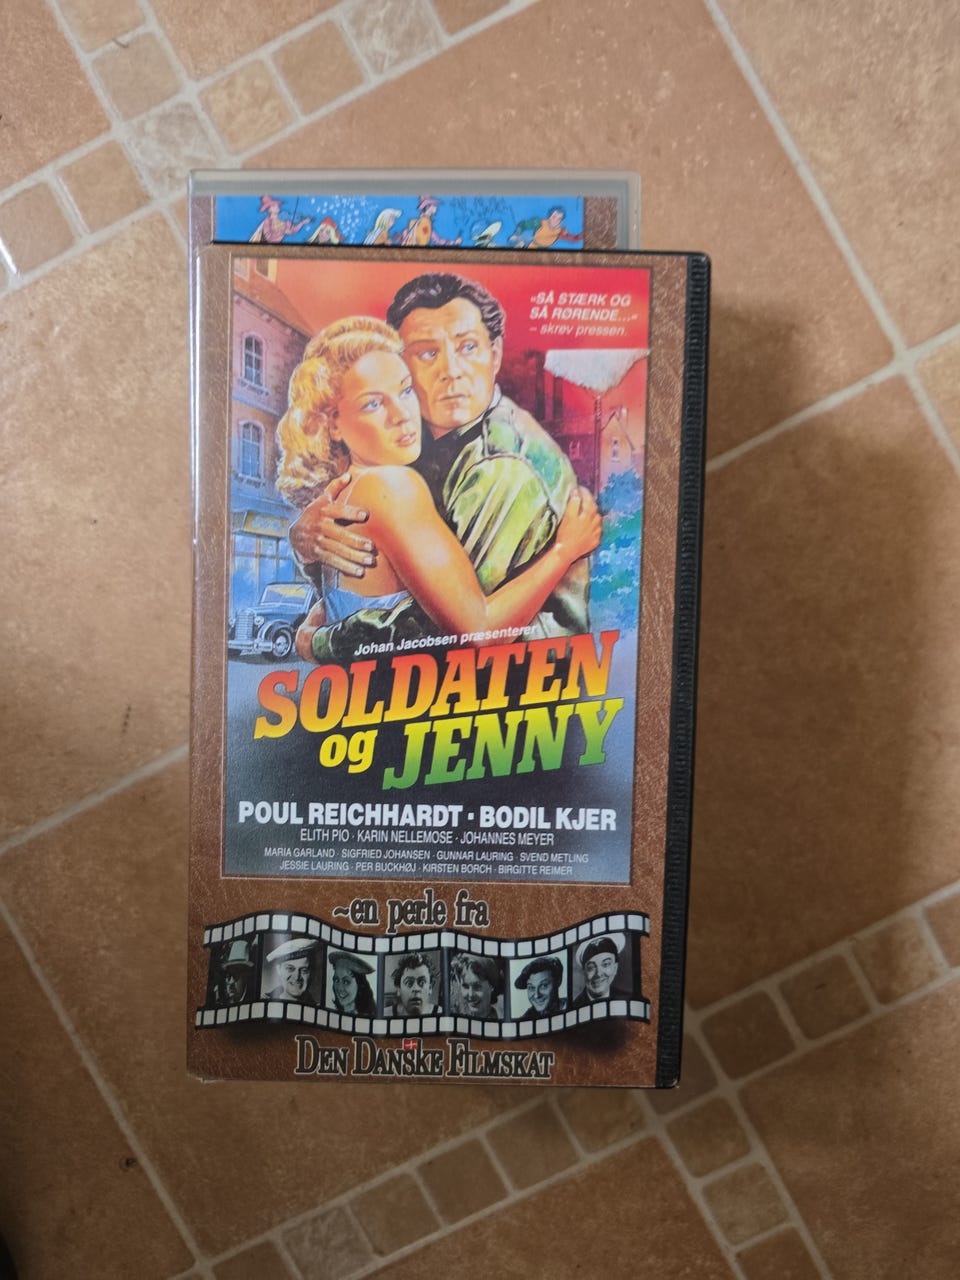 »SÅ STÆRK OG
SÅ RØRENDE...«
– skrev pressen.
Johan Jacobsen præsenterer
SOLDATEN
og JENNY
POUL REICHHARDT · BODIL KJER
ELITH PIO · KARIN NELLEMOSE · JOHANNES MEYER
MARIA GARLAND · SIGFRIED JOHANSEN · GUNNAR LAURING · SVEND METLING
JESSIE LAURING · PER BUCKHØJ · KIRSTEN BORCH · BIRGITTE REIMER
~en perle fra
DEN DANSKE FILMSKAT